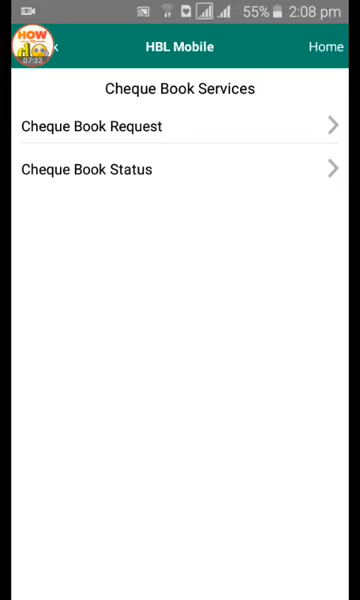 55% 2:08 pm
HOW
do
07:32
k
HBL Mobile
Home
Cheque Book Services
Cheque Book Request
Cheque Book Status